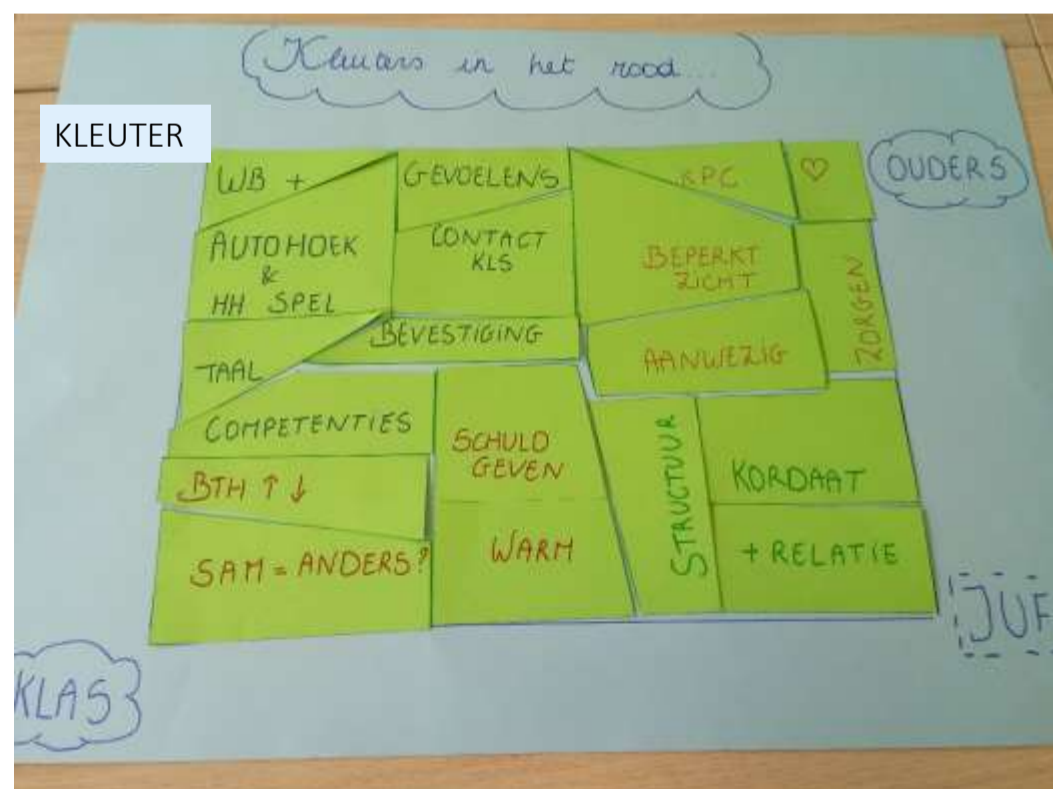 Kleuters in het rood...
KLEUTER
OUDERS
WB +
GEVOELENS
KPC
♡
AUTOHOEK
&
HH SPEL
CONTACT
KLS
BEPERKT
ZICHT
ZORGEN
BEVESTIGING
AANWEZIG
TAAL
COMPETENTIES
SCHULD
GEVEN
STRUCTUUR
KORDAAT
BTH ↑ ↓
SAM = ANDERS?
WARM
+ RELATIE
JUF
KLAS